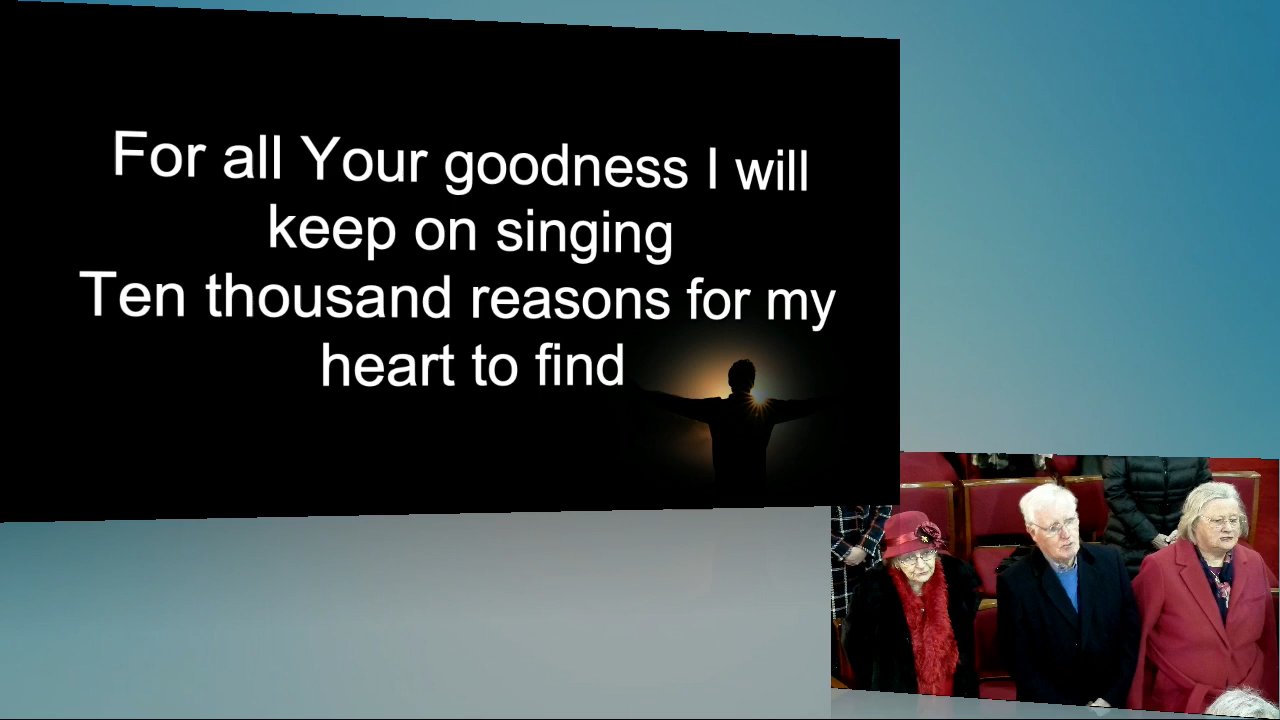 For all Your goodness I will
keep on singing
Ten thousand reasons for my
heart to find